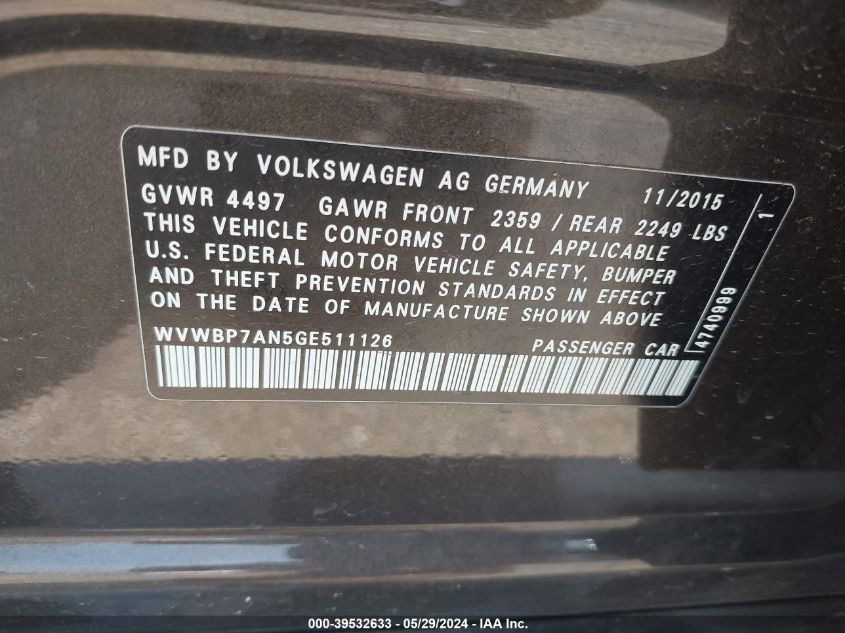 MFD BY VOLKSWAGEN AG GERMANY 11/2015
GVWR 4497 GAWR FRONT 2359 / REAR 2249 LBS
THIS VEHICLE CONFORMS TO ALL APPLICABLE
U.S. FEDERAL MOTOR VEHICLE SAFETY, BUMPER
AND THEFT PREVENTION STANDARDS IN EFFECT
ON THE DATE OF MANUFACTURE SHOWN ABOVE
WVWBP7AN5GE511126 PASSENGER CAR
4740999 1
000-39532633 - 05/29/2024 - IAA Inc.